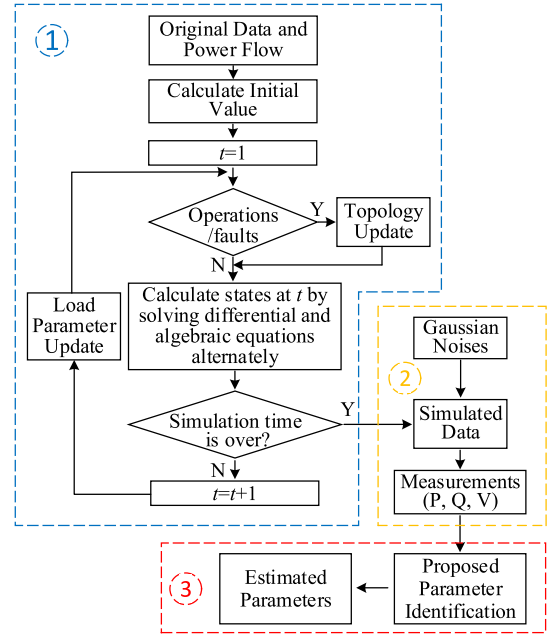 1
Original Data and
Power Flow
Calculate Initial
Value
t=1
Operations
/faults
Y
Topology
Update
N
Calculate states at t by
solving differential and
algebraic equations
alternately
Load
Parameter
Update
Simulation time
is over?
Y
N
t=t+1
2
Gaussian
Noises
Simulated
Data
Measurements
(P, Q, V)
3
Proposed
Parameter
Identification
Estimated
Parameters